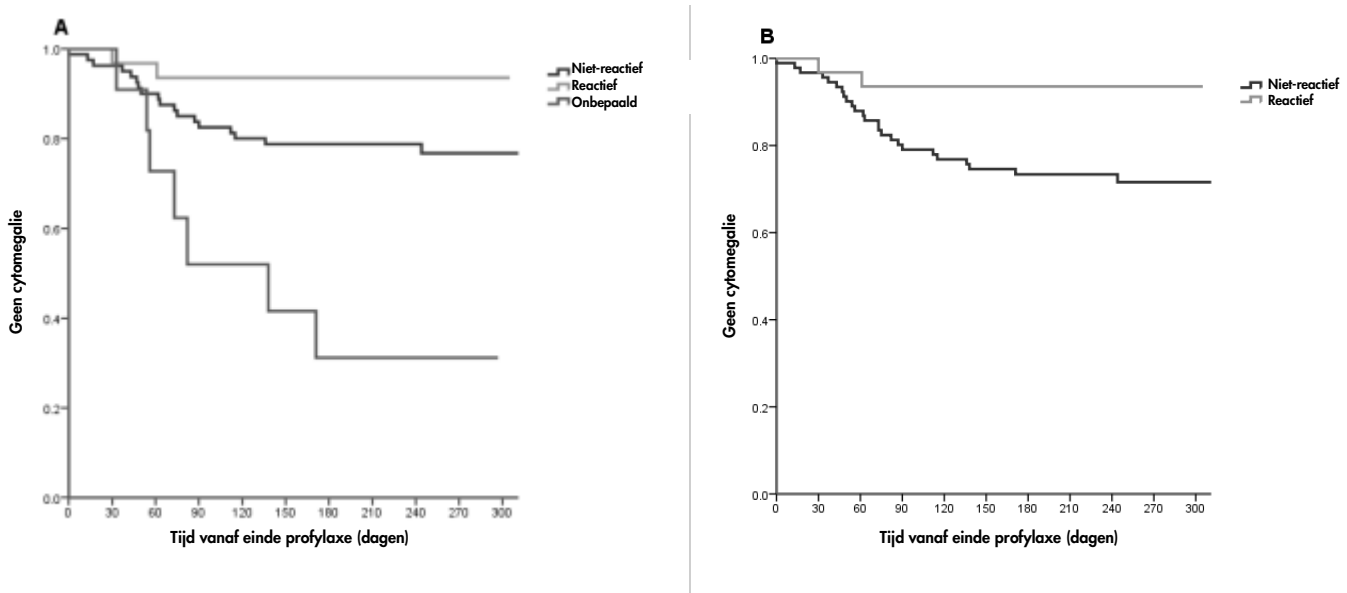 A
1.0
0.8
0.6
0.4
0.2
0.0
0 30 60 90 120 150 180 210 240 270 300
Geen cytomegalie
Tijd vanaf einde profylaxe (dagen)
Niet-reactief
Reactief
Onbepaald
B
1.0
0.8
0.6
0.4
0.2
0.0
0 30 60 90 120 150 180 210 240 270 300
Geen cytomegalie
Tijd vanaf einde profylaxe (dagen)
Niet-reactief
Reactief